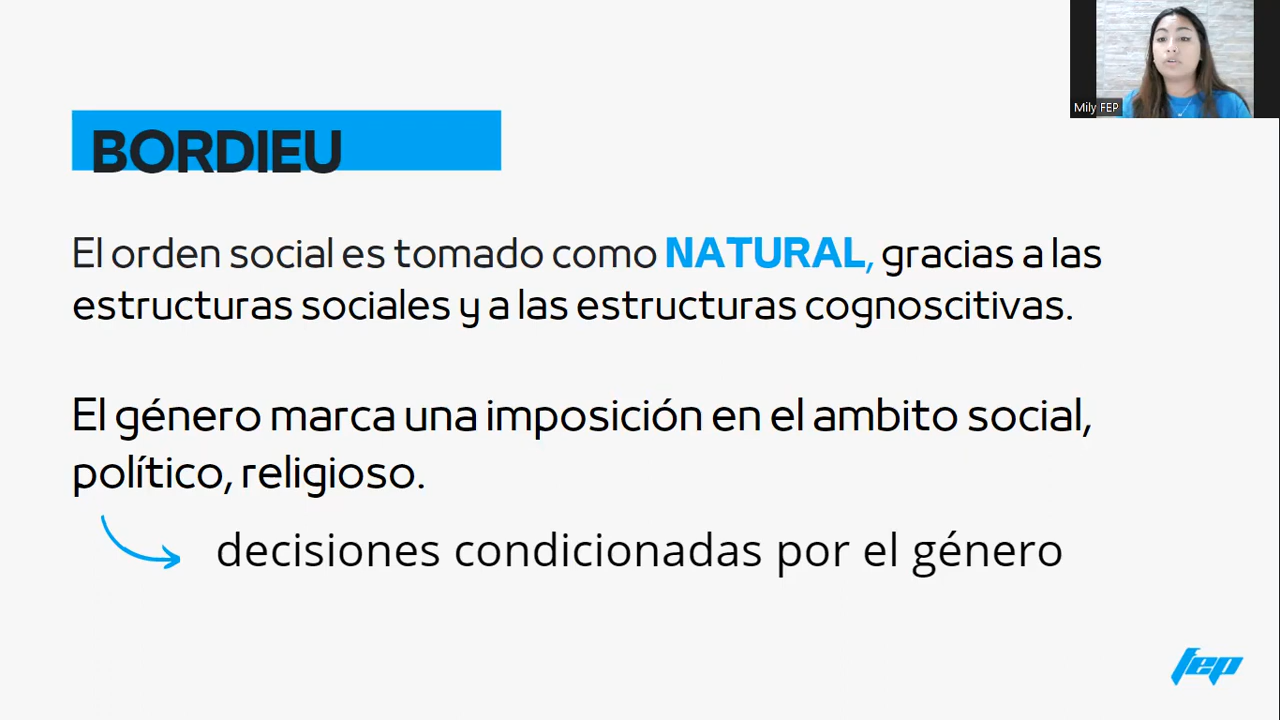 Mily FEP
BORDIEU
El orden social es tomado como NATURAL, gracias a las
estructuras sociales y a las estructuras cognoscitivas.
El género marca una imposición en el ambito social,
político, religioso.
decisiones condicionadas por el género
fep